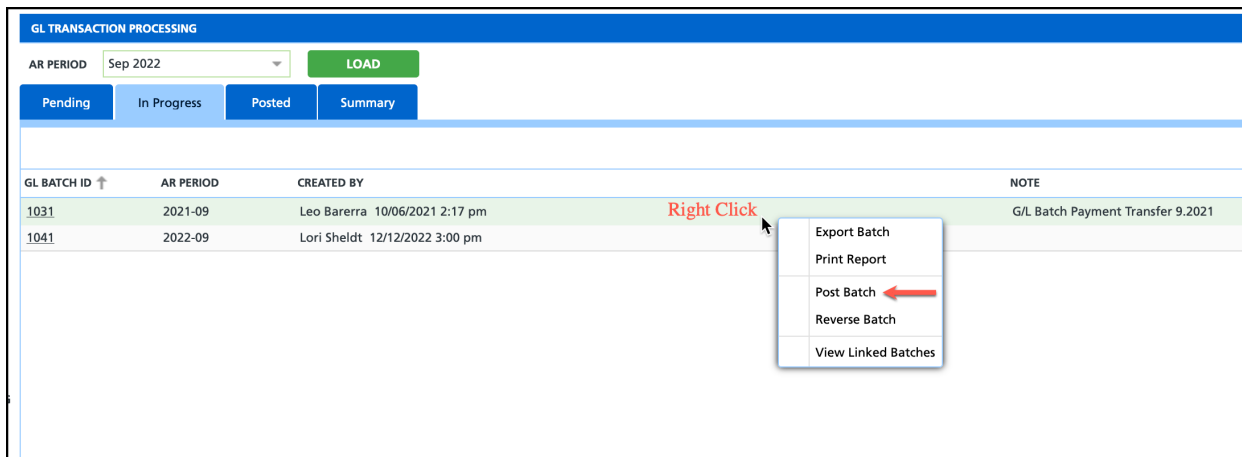 GL TRANSACTION PROCESSING
AR PERIOD Sep 2022 LOAD
Pending In Progress Posted Summary
GL BATCH ID AR PERIOD CREATED BY NOTE
1031 2021-09 Leo Barerra 10/06/2021 2:17 pm Right Click G/L Batch Payment Transfer 9.2021
1041 2022-09 Lori Sheldt 12/12/2022 3:00 pm
Export Batch
Print Report
Post Batch
Reverse Batch
View Linked Batches